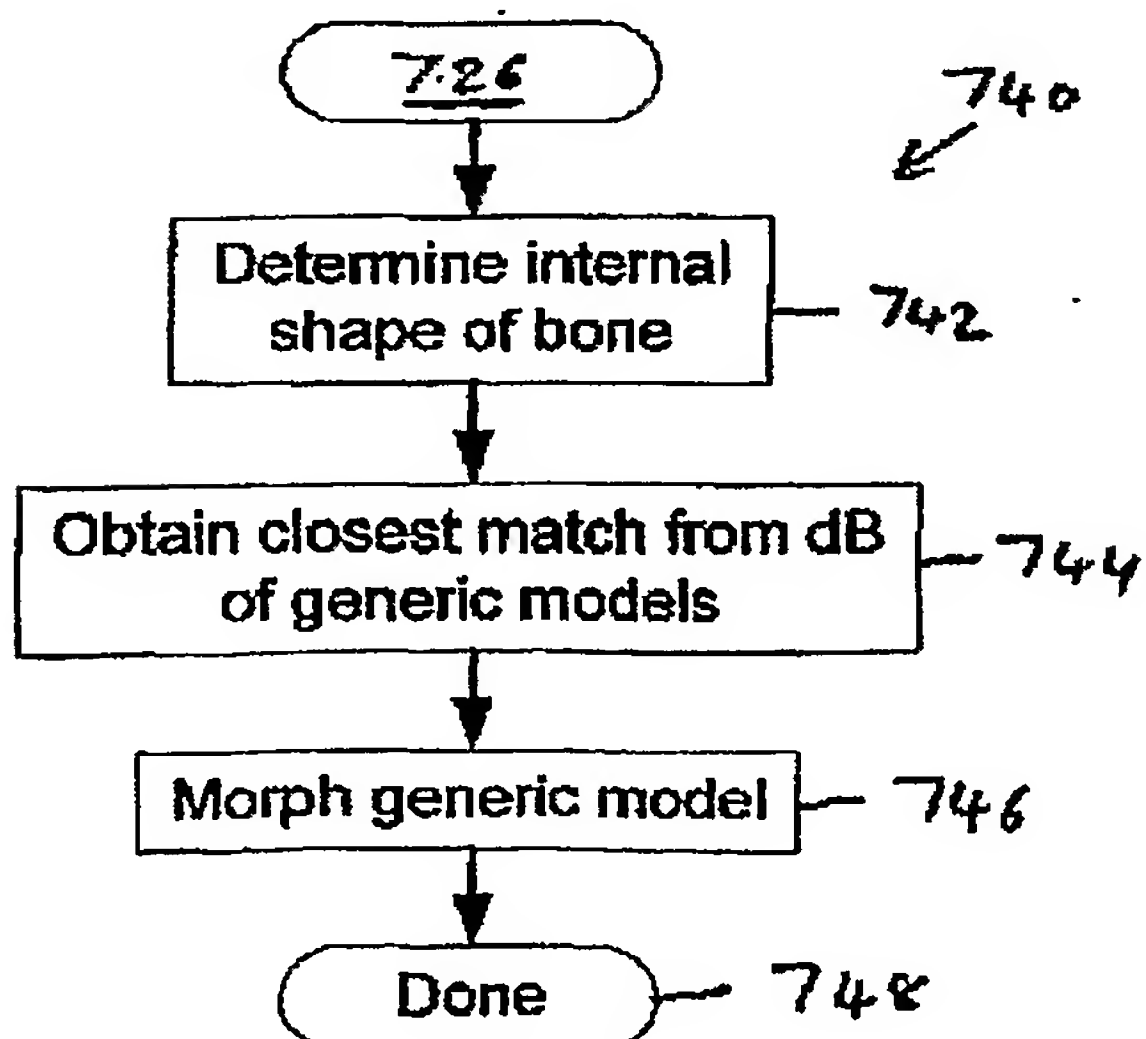 726
740
Determine internal
shape of bone
742
Obtain closest match from dB
of generic models
744
Morph generic model
746
Done
748